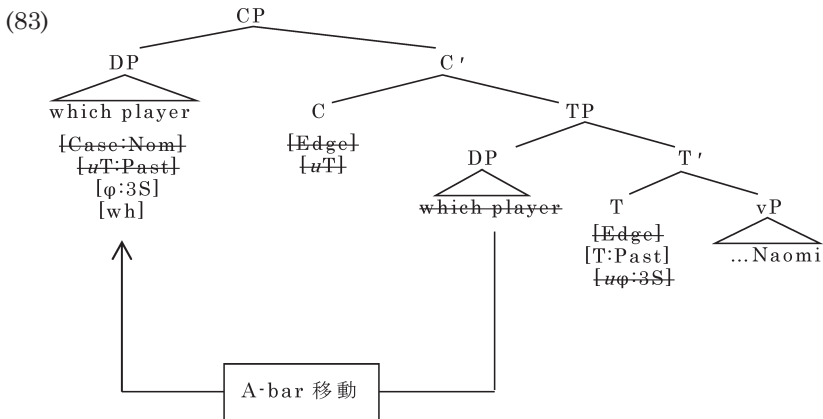 (83)
CP
DP C′
which player C TP
[Case:Nom] [Edge] DP T′
[uT:Past] [uT]
[φ:3S] which player T vP
[wh] [Edge]
[T:Past] ...Naomi
[uφ:3S]
A-bar 移動